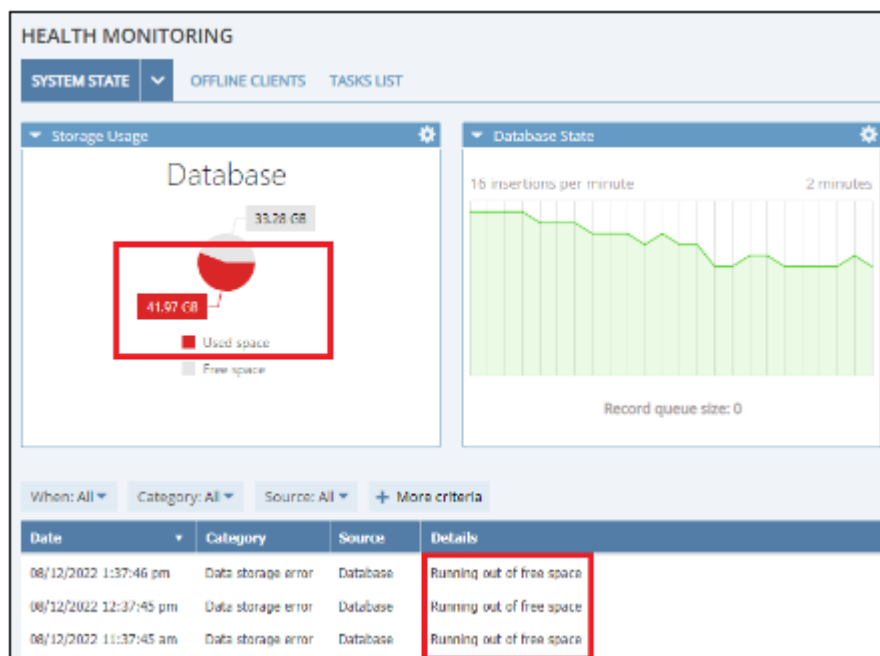 HEALTH MONITORING
SYSTEM STATE OFFLINE CLIENTS TASKS LIST
Storage Usage
Database
33.28 GB
41.97 GB
Used space
Free space
Database State
16 insertions per minute 2 minutes
Record queue size: 0
When: All Category: All Source: All + More criteria
Date Category Source Details
08/12/2022 1:37:46 pm Data storage error Database Running out of free space
08/12/2022 12:37:45 pm Data storage error Database Running out of free space
08/12/2022 11:37:45 am Data storage error Database Running out of free space